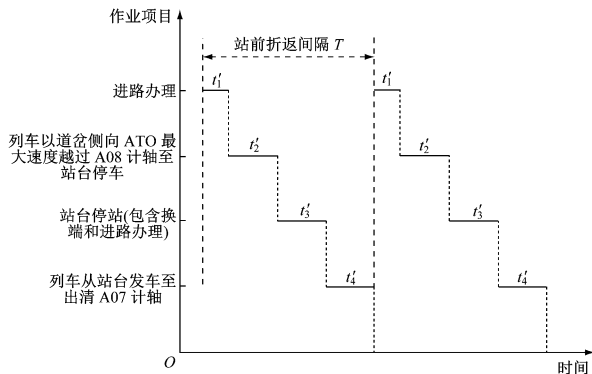 作业项目
站前折返间隔 T
t′1
t′1
进路办理
列车以道岔侧向 ATO 最
大速度越过 A08 计轴至
站台停车
t′2
t′2
站台停站(包含换
端和进路办理)
t′3
t′3
列车从站台发车至
出清 A07 计轴
t′4
t′4
O
时间